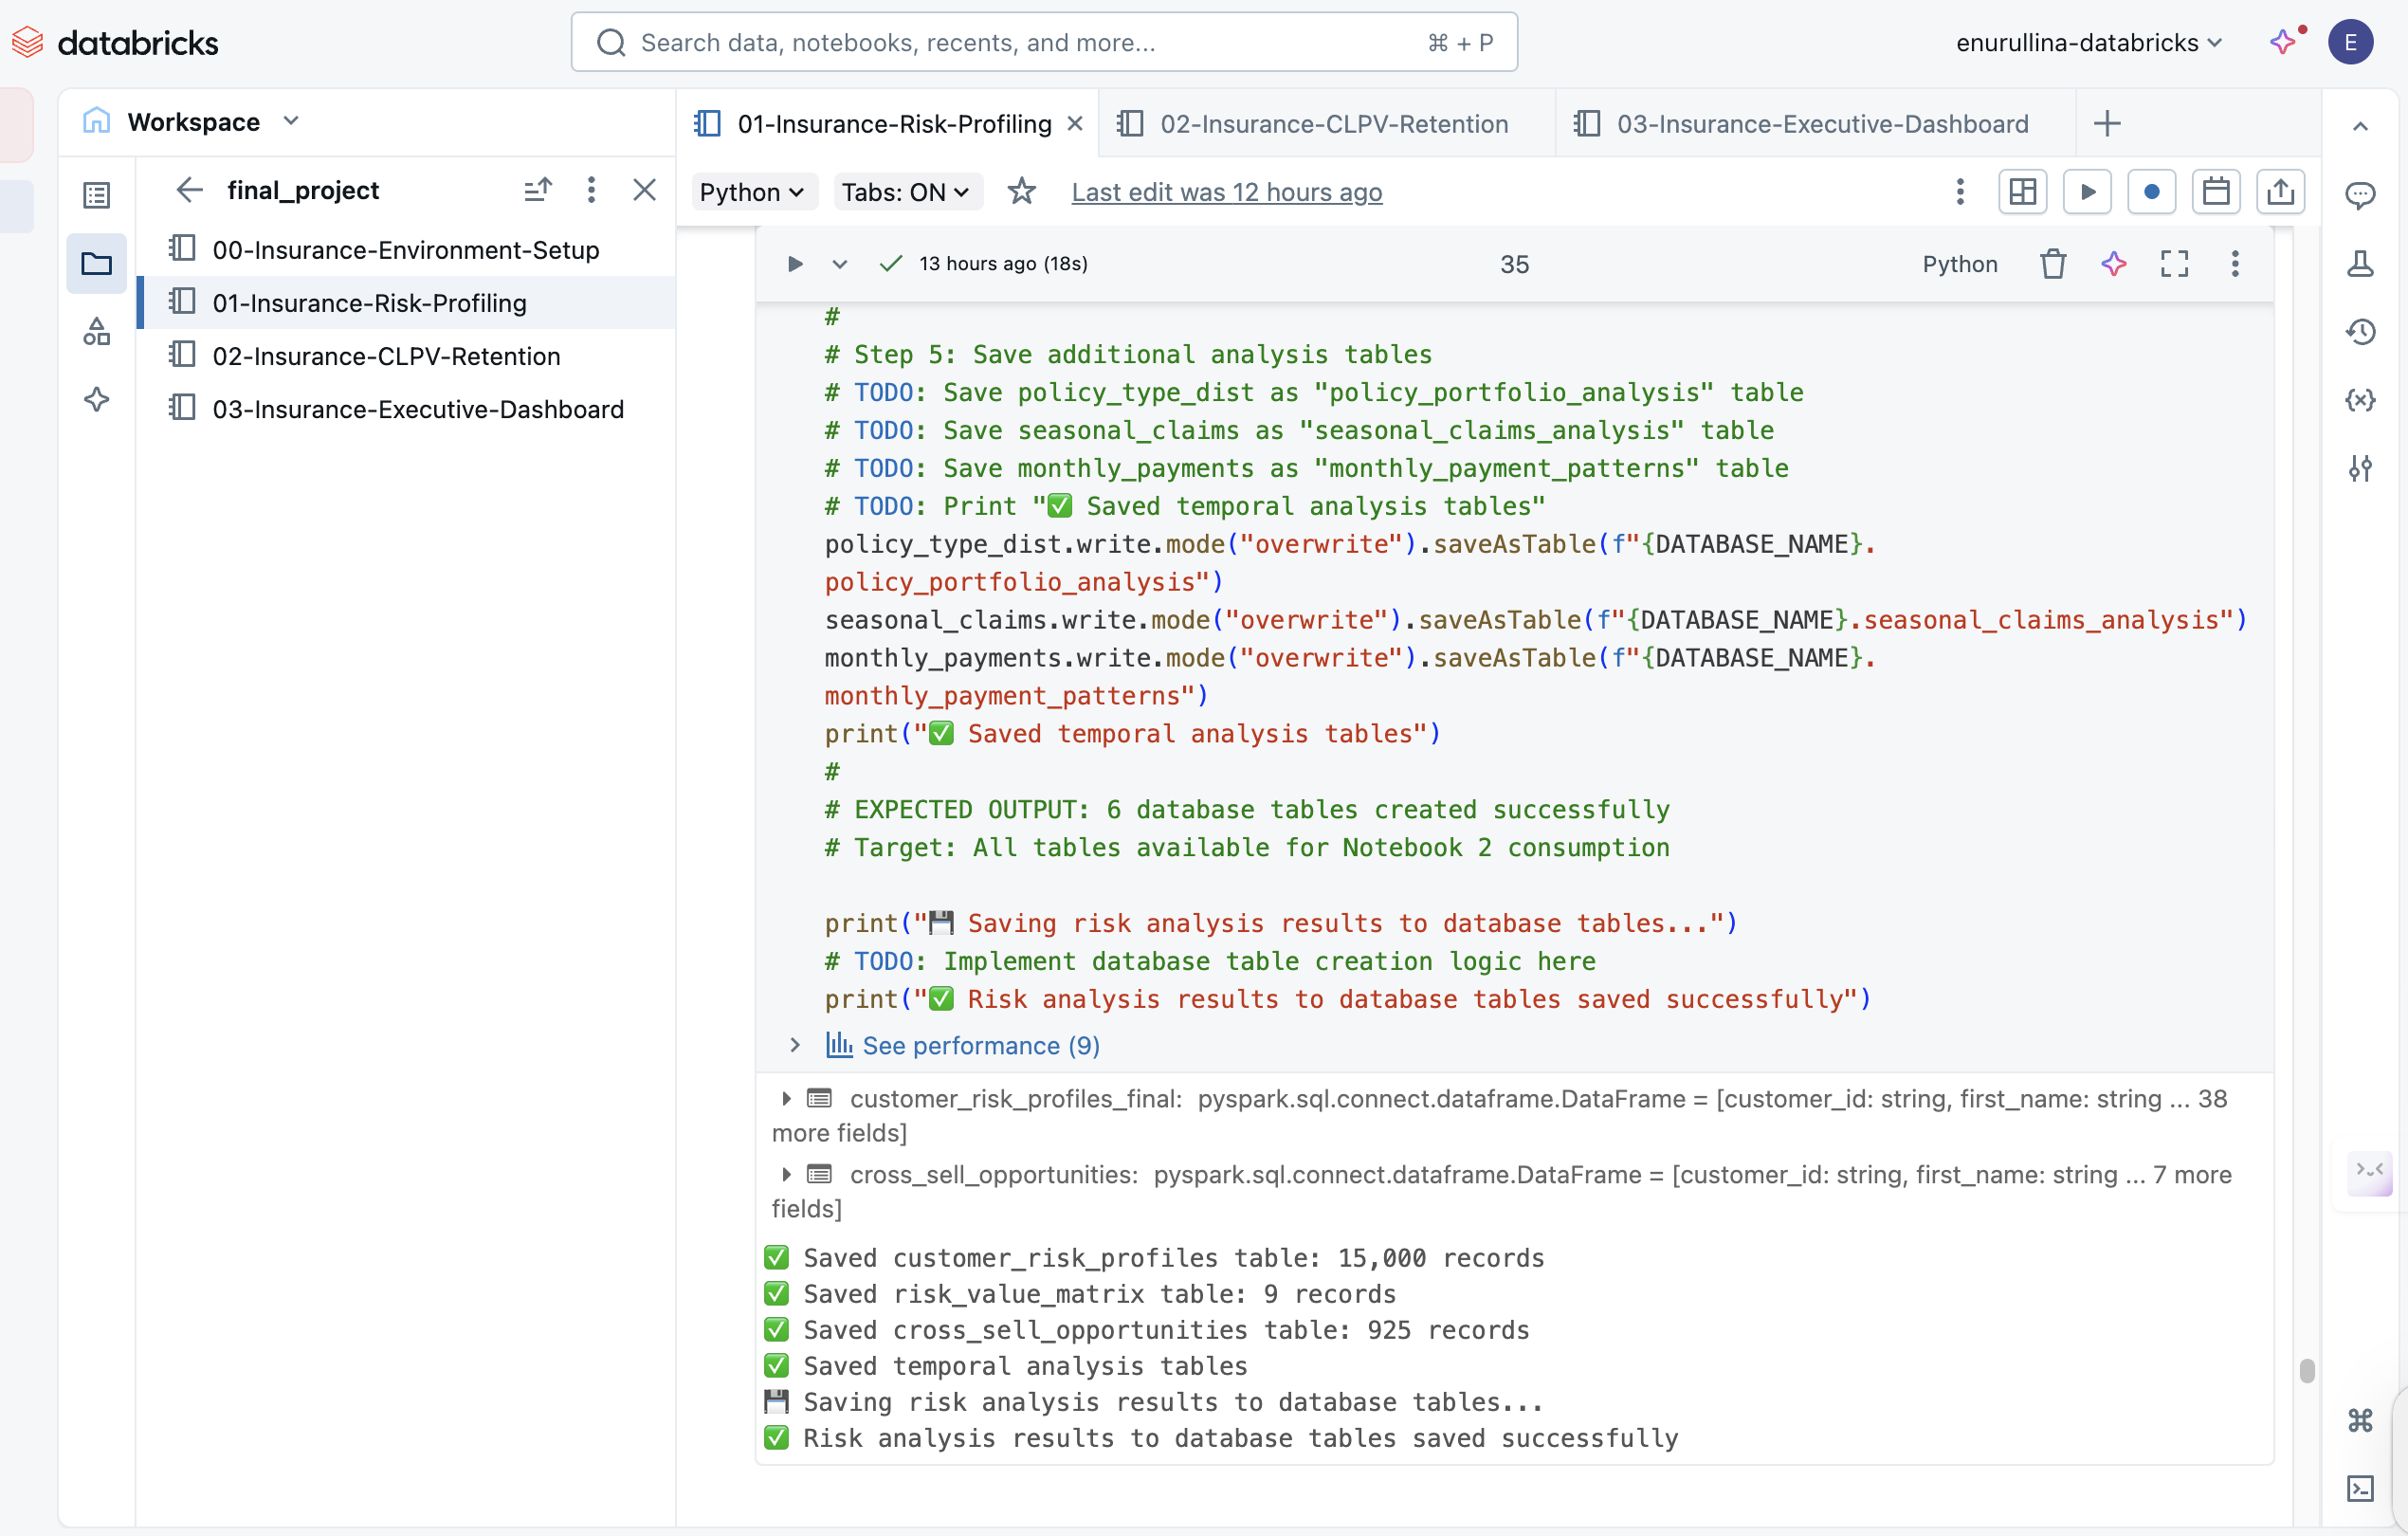 databricks
Search data, notebooks, recents, and more...
⌘ + P
enurullina-databricks
E
Workspace
01-Insurance-Risk-Profiling
02-Insurance-CLPV-Retention
03-Insurance-Executive-Dashboard
final_project
Python
Tabs: ON
Last edit was 12 hours ago
00-Insurance-Environment-Setup
01-Insurance-Risk-Profiling
02-Insurance-CLPV-Retention
03-Insurance-Executive-Dashboard
13 hours ago (18s)
35
Python
#
# Step 5: Save additional analysis tables
# TODO: Save policy_type_dist as "policy_portfolio_analysis" table
# TODO: Save seasonal_claims as "seasonal_claims_analysis" table
# TODO: Save monthly_payments as "monthly_payment_patterns" table
# TODO: Print "✅ Saved temporal analysis tables"
policy_type_dist.write.mode("overwrite").saveAsTable(f"{DATABASE_NAME}.
policy_portfolio_analysis")
seasonal_claims.write.mode("overwrite").saveAsTable(f"{DATABASE_NAME}.seasonal_claims_analysis")
monthly_payments.write.mode("overwrite").saveAsTable(f"{DATABASE_NAME}.
monthly_payment_patterns")
print("✅ Saved temporal analysis tables")
#
# EXPECTED OUTPUT: 6 database tables created successfully
# Target: All tables available for Notebook 2 consumption
print("💾 Saving risk analysis results to database tables...")
# TODO: Implement database table creation logic here
print("✅ Risk analysis results to database tables saved successfully")
See performance (9)
customer_risk_profiles_final: pyspark.sql.connect.dataframe.DataFrame = [customer_id: string, first_name: string ... 38
more fields]
cross_sell_opportunities: pyspark.sql.connect.dataframe.DataFrame = [customer_id: string, first_name: string ... 7 more
fields]
✅ Saved customer_risk_profiles table: 15,000 records
✅ Saved risk_value_matrix table: 9 records
✅ Saved cross_sell_opportunities table: 925 records
✅ Saved temporal analysis tables
💾 Saving risk analysis results to database tables...
✅ Risk analysis results to database tables saved successfully